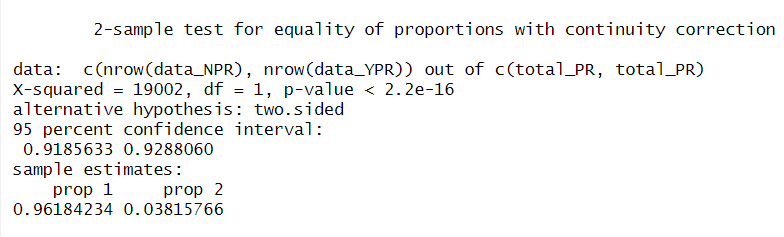 2-sample test for equality of proportions with continuity correction
data:  c(nrow(data_NPR), nrow(data_YPR)) out of c(total_PR, total_PR)
X-squared = 19002, df = 1, p-value < 2.2e-16
alternative hypothesis: two.sided
95 percent confidence interval:
 0.9185633 0.9288060
sample estimates:
    prop 1     prop 2
0.96184234 0.03815766